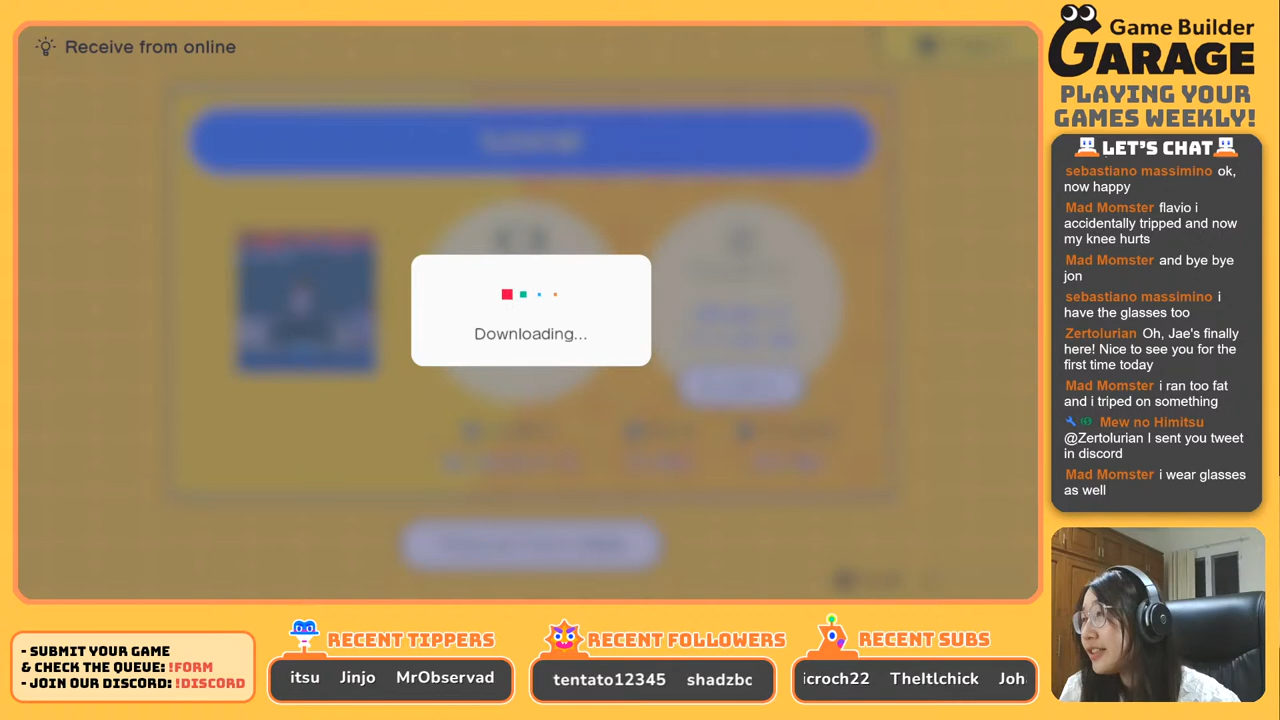 Receive from online
Downloading...
Game Builder
GARAGE
PLAYING YOUR
GAMES WEEKLY!
LET'S CHAT
sebastiano massimino ok,
now happy
Mad Momster flavio i
accidentally tripped and now
my knee hurts
Mad Momster and bye bye
jon
sebastiano massimino i
have the glasses too
Zertolurian Oh, Jae's finally
here! Nice to see you for the
first time today
Mad Momster i ran too fat
and i triped on something
Mew no Himitsu
@Zertolurian I sent you tweet
in discord
Mad Momster i wear glasses
as well
- SUBMIT YOUR GAME
& CHECK THE QUEUE: !FORM
- JOIN OUR DISCORD: !DISCORD
RECENT TIPPERS
itsu Jinjo MrObservad
RECENT FOLLOWERS
tentato12345 shadzbc
RECENT SUBS
icroch22 TheItlchick Joh